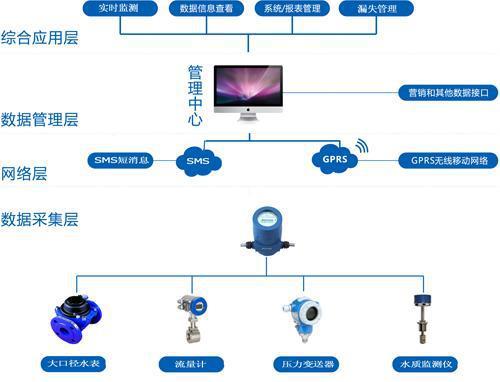 实时监测
数据信息查看
系统/报表管理
漏失管理
综合应用层
管理中心
营销和其他数据接口
数据管理层
SMS短消息
SMS
GPRS
GPRS无线移动网络
网络层
数据采集层
大口径水表
流量计
压力变送器
水质监测仪